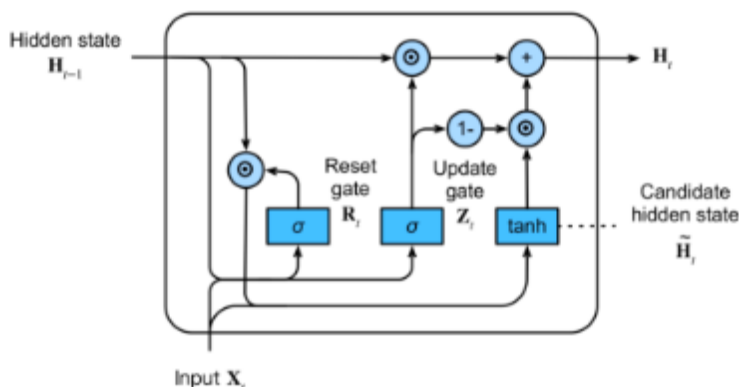 Hidden state
H_{t-1}
⊙
+
H_t
1-
⊙
⊙
Reset
gate
R_t
Update
gate
Z_t
σ
σ
tanh
Candidate
hidden state
H̃_t
Input X_t